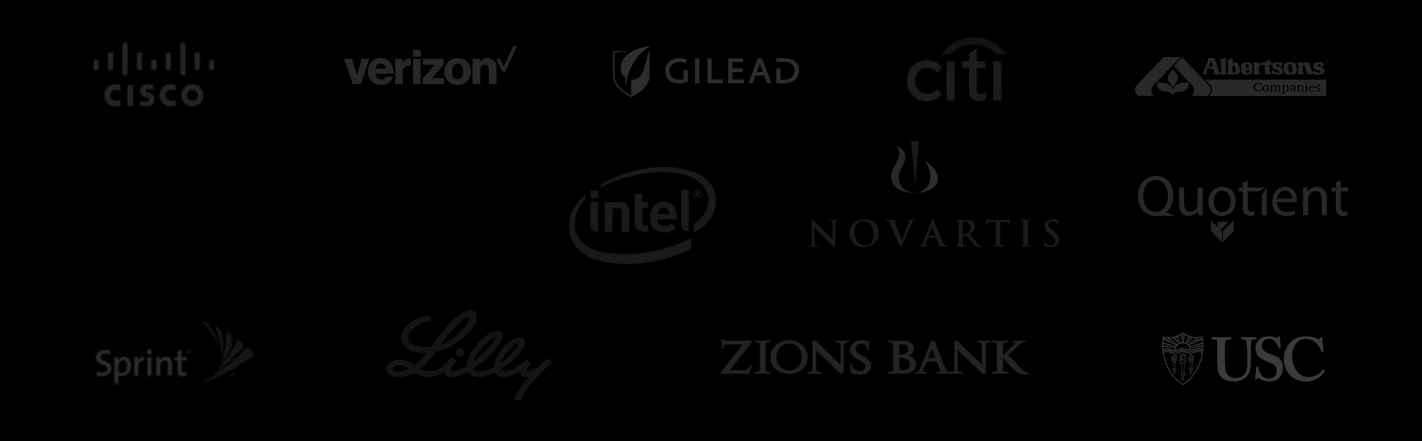 CISCO
verizon✓
GILEAD
citi
Albertsons
Companies
intel®
NOVARTIS
Quotient
Sprint
Lilly
ZIONS BANK
USC